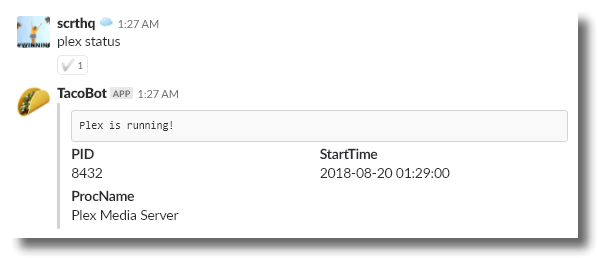 scrthq 1:27 AM
plex status
1
#WINNING
TacoBot APP 1:27 AM
Plex is running!
PID StartTime
8432 2018-08-20 01:29:00
ProcName
Plex Media Server